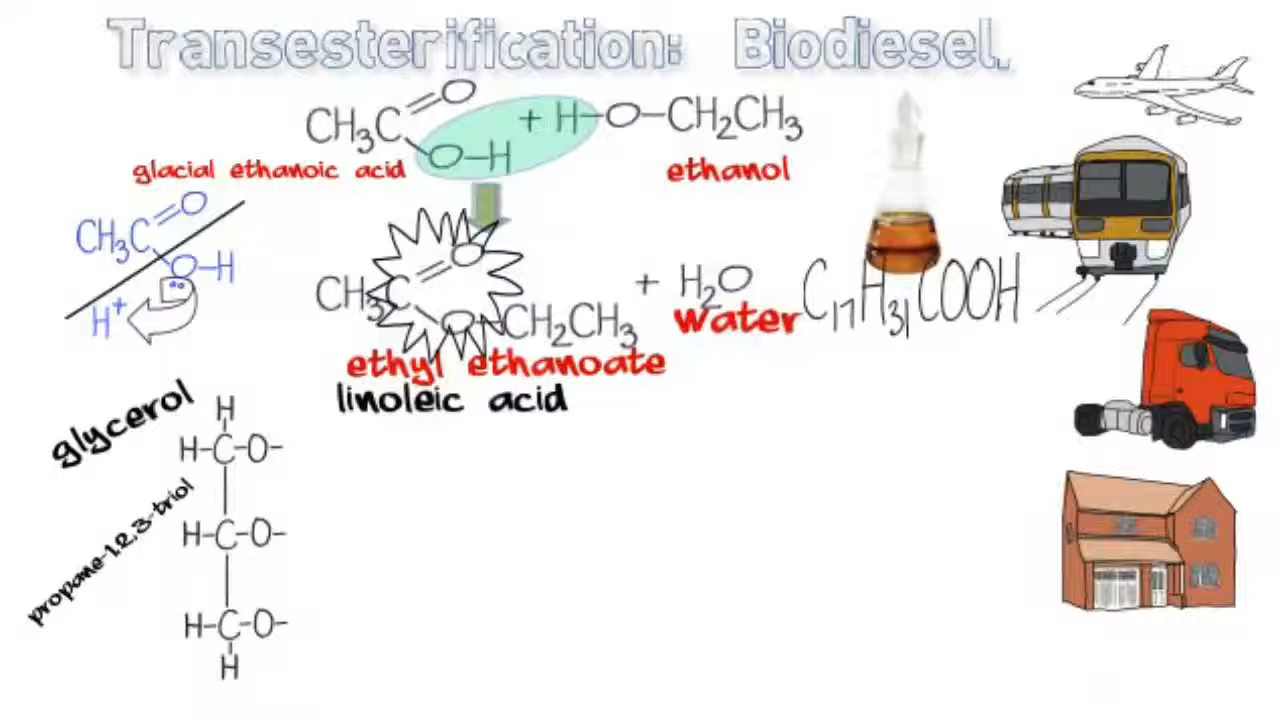 Transesterification: Biodiesel.
CH₃C O O-H + H-O-CH₂CH₃
glacial ethanoic acid
ethanol
CH₃C O O-H
H⁺
CH₃C O O-CH₂CH₃ + H₂O
water
C₁₇H₃₁COOH
ethyl ethanoate
linoleic acid
glycerol
propane-1,2,3-triol
H
H-C-O-
H-C-O-
H-C-O-
H